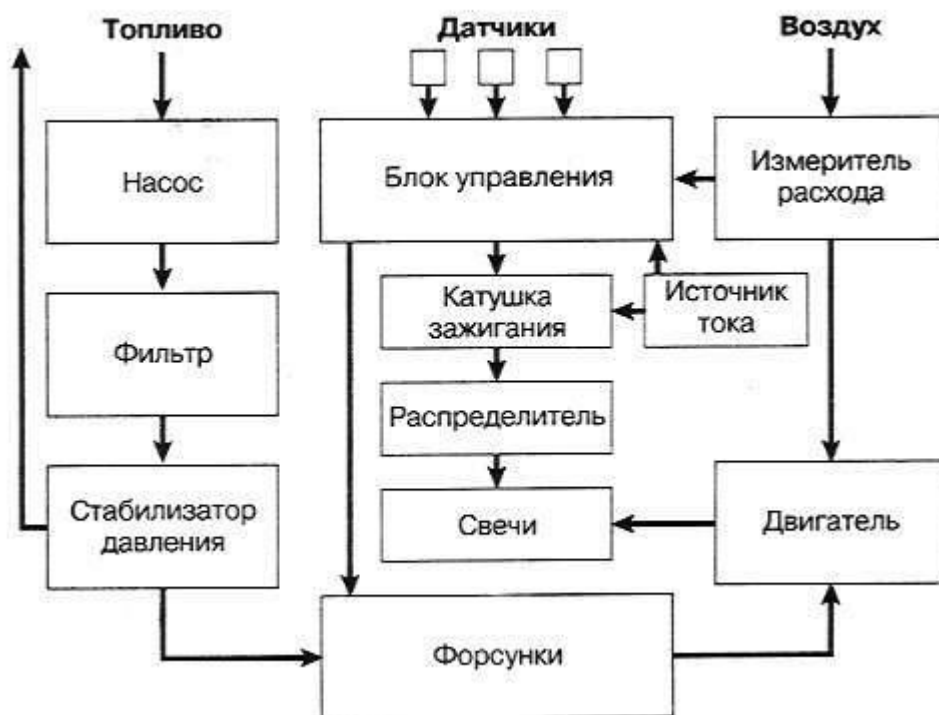 Топливо
Датчики
Воздух
Насос
Блок управления
Измеритель
расхода
Катушка
зажигания
Источник
тока
Фильтр
Распределитель
Стабилизатор
давления
Свечи
Двигатель
Форсунки